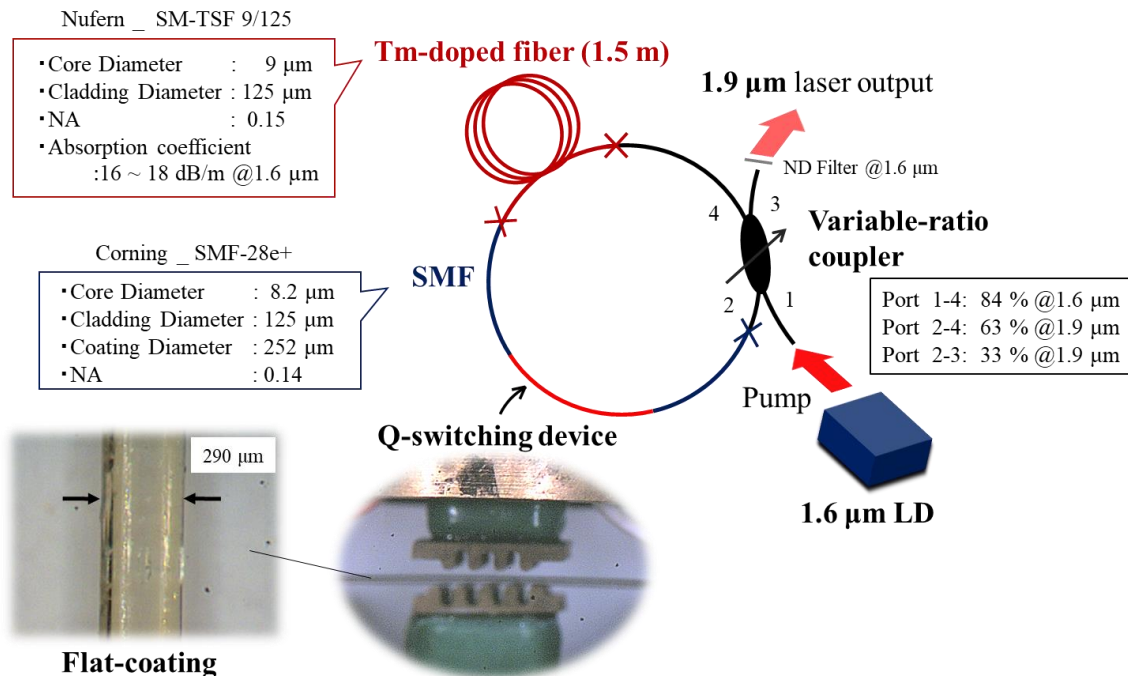 Nufern _ SM-TSF 9/125
・Core Diameter : 9 μm
・Cladding Diameter : 125 μm
・NA : 0.15
・Absorption coefficient
:16 ~ 18 dB/m @1.6 μm
Tm-doped fiber (1.5 m)
1.9 μm laser output
ND Filter @1.6 μm
4
3
Variable-ratio
coupler
2
1
Port 1-4: 84 % @1.6 μm
Port 2-4: 63 % @1.9 μm
Port 2-3: 33 % @1.9 μm
Corning _ SMF-28e+
・Core Diameter : 8.2 μm
・Cladding Diameter : 125 μm
・Coating Diameter : 252 μm
・NA : 0.14
SMF
Pump
Q-switching device
1.6 μm LD
290 μm
Flat-coating